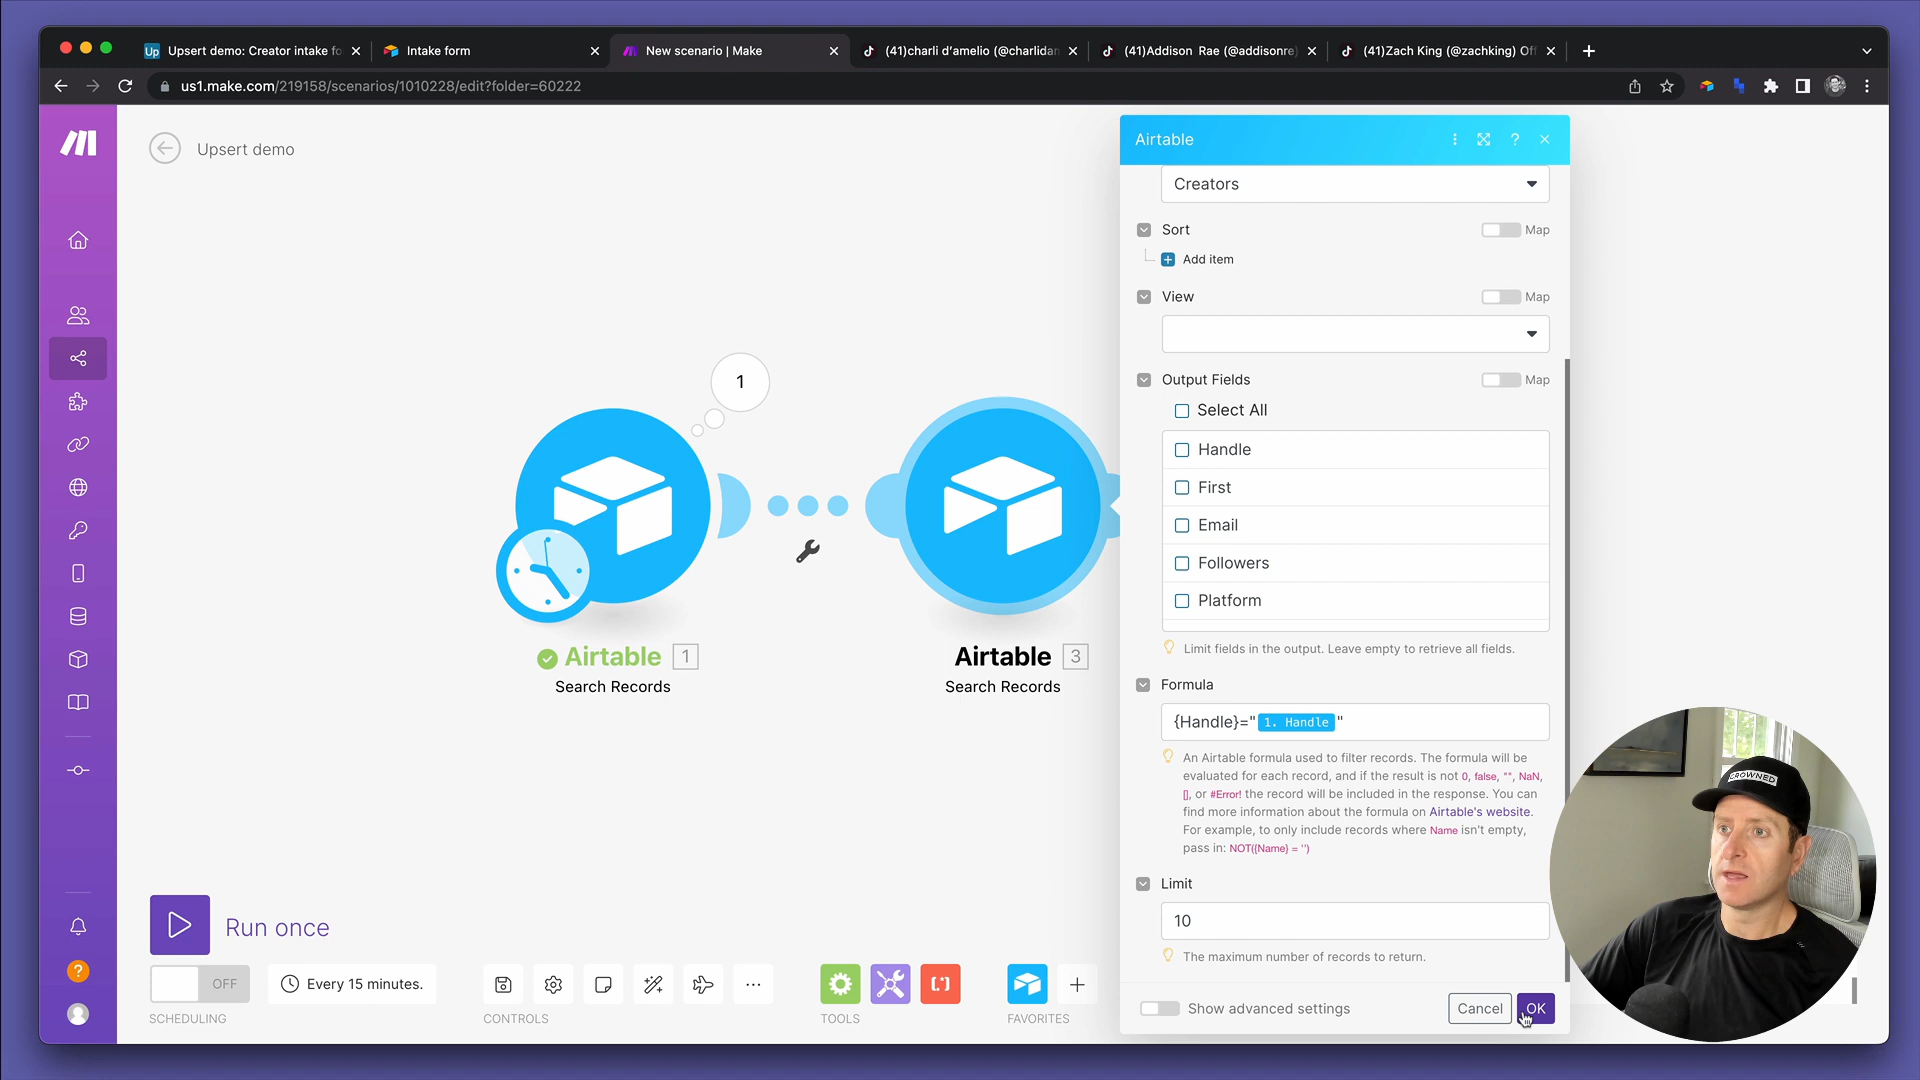 Up Upsert demo: Creator intake fo
Intake form
New scenario | Make
(41)charli d'amelio (@charlidar
(41)Addison Rae (@addisonre
(41)Zach King (@zachking) Of
us1.make.com/219158/scenarios/1010228/edit?folder=60222
Upsert demo
1
Airtable 1
Search Records
Airtable 3
Search Records
Airtable
?
Creators
Sort
Map
Add item
View
Map
Output Fields
Map
Select All
Handle
First
Email
Followers
Platform
Limit fields in the output. Leave empty to retrieve all fields.
Formula
{Handle}=" 1. Handle "
An Airtable formula used to filter records. The formula will be
evaluated for each record, and if the result is not 0, false, "", NaN,
[], or #Error! the record will be included in the response. You can
find more information about the formula on Airtable's website.
For example, to only include records where Name isn't empty,
pass in: NOT({Name} = '')
Limit
10
The maximum number of records to return.
Show advanced settings
Cancel
OK
Run once
OFF
Every 15 minutes.
SCHEDULING
CONTROLS
TOOLS
FAVORITES
?
CROWNED